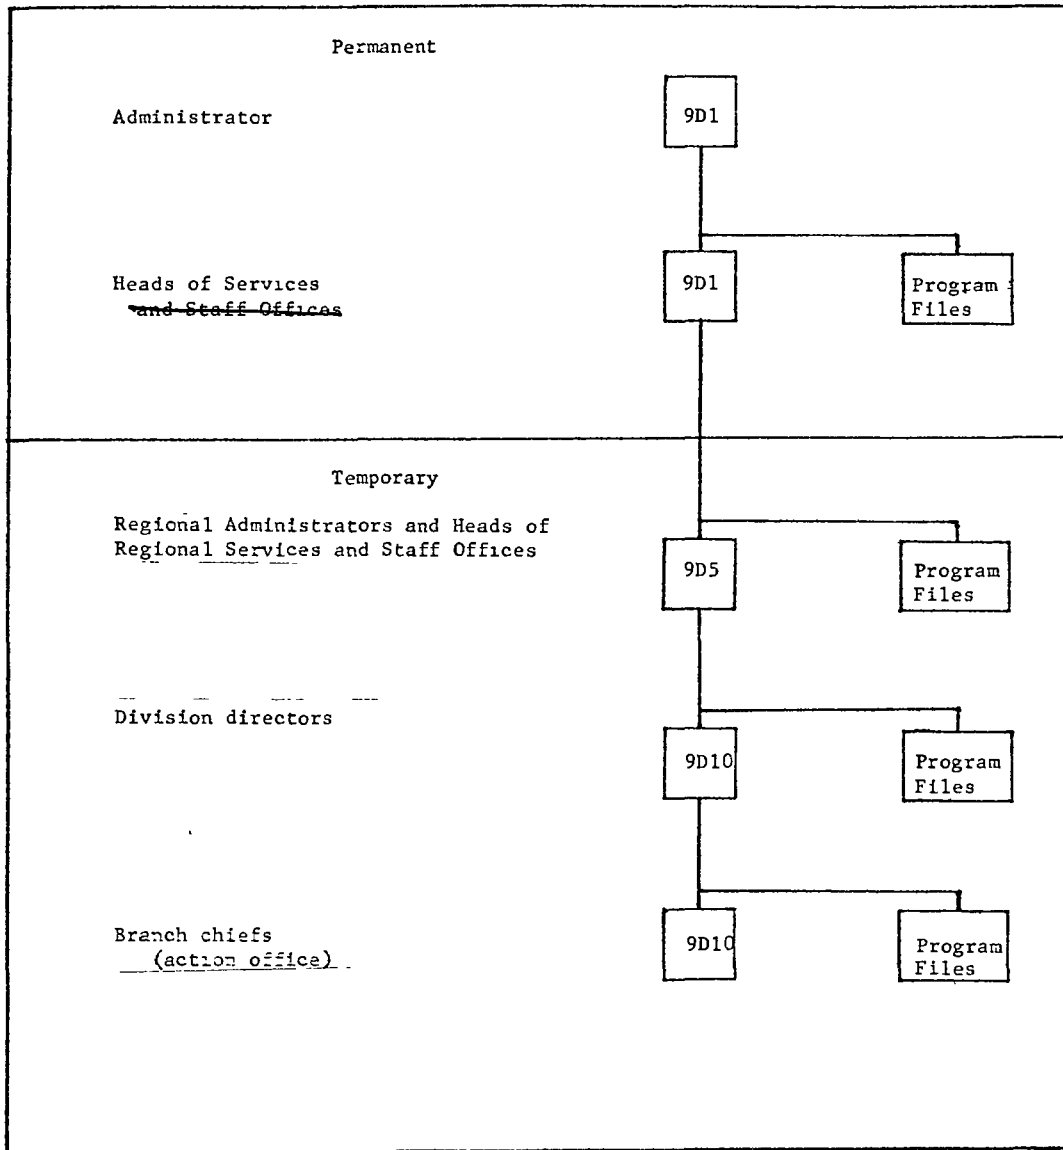 Permanent
Administrator
9D1
Heads of Services
and Staff Offices
9D1
Program
Files
Temporary
Regional Administrators and Heads of
Regional Services and Staff Offices
9D5
Program
Files
Division directors
9D10
Program
Files
Branch chiefs
(action office)
9D10
Program
Files